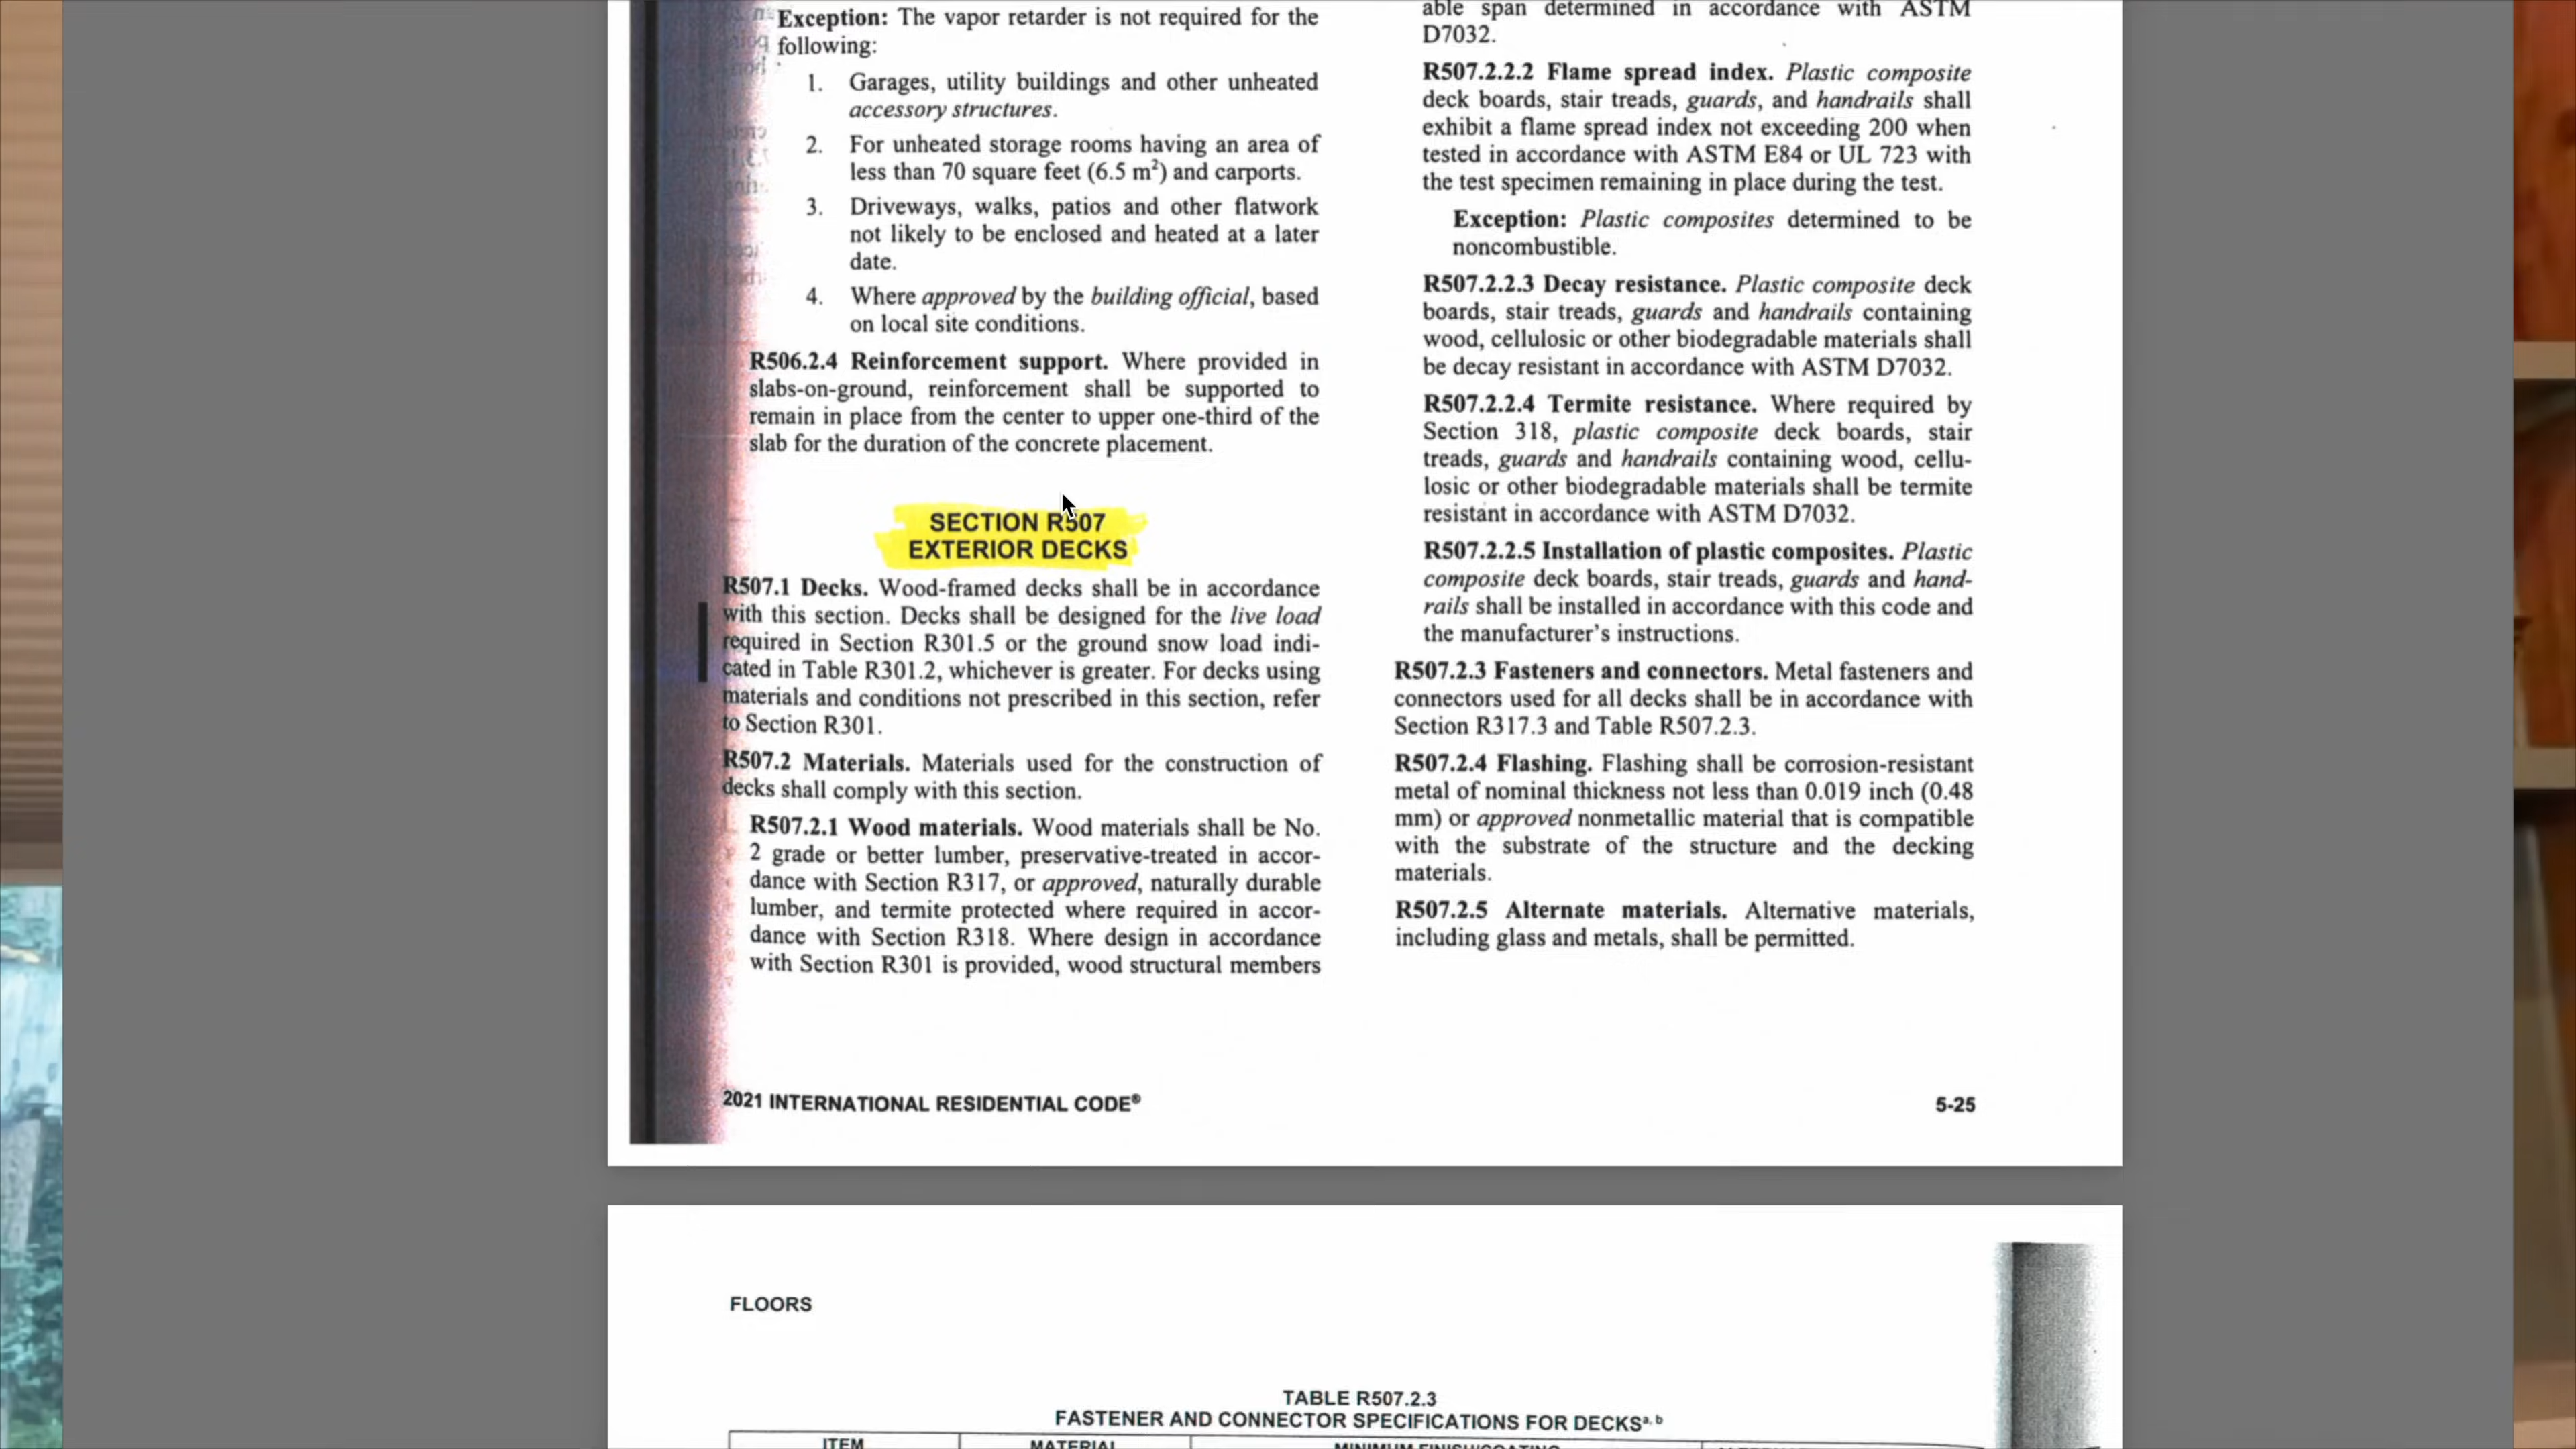 Exception: The vapor retarder is not required for the
following:
1. Garages, utility buildings and other unheated
accessory structures.
2. For unheated storage rooms having an area of
less than 70 square feet (6.5 m²) and carports.
3. Driveways, walks, patios and other flatwork
not likely to be enclosed and heated at a later
date.
4. Where approved by the building official, based
on local site conditions.
R506.2.4 Reinforcement support. Where provided in
slabs-on-ground, reinforcement shall be supported to
remain in place from the center to upper one-third of the
slab for the duration of the concrete placement.
SECTION R507
EXTERIOR DECKS
R507.1 Decks. Wood-framed decks shall be in accordance
with this section. Decks shall be designed for the live load
required in Section R301.5 or the ground snow load indi-
cated in Table R301.2, whichever is greater. For decks using
materials and conditions not prescribed in this section, refer
to Section R301.
R507.2 Materials. Materials used for the construction of
decks shall comply with this section.
R507.2.1 Wood materials. Wood materials shall be No.
2 grade or better lumber, preservative-treated in accor-
dance with Section R317, or approved, naturally durable
lumber, and termite protected where required in accor-
dance with Section R318. Where design in accordance
with Section R301 is provided, wood structural members
able span determined in accordance with ASTM
D7032.
R507.2.2.2 Flame spread index. Plastic composite
deck boards, stair treads, guards, and handrails shall
exhibit a flame spread index not exceeding 200 when
tested in accordance with ASTM E84 or UL 723 with
the test specimen remaining in place during the test.
Exception: Plastic composites determined to be
noncombustible.
R507.2.2.3 Decay resistance. Plastic composite deck
boards, stair treads, guards and handrails containing
wood, cellulosic or other biodegradable materials shall
be decay resistant in accordance with ASTM D7032.
R507.2.2.4 Termite resistance. Where required by
Section 318, plastic composite deck boards, stair
treads, guards and handrails containing wood, cellu-
losic or other biodegradable materials shall be termite
resistant in accordance with ASTM D7032.
R507.2.2.5 Installation of plastic composites. Plastic
composite deck boards, stair treads, guards and hand-
rails shall be installed in accordance with this code and
the manufacturer's instructions.
R507.2.3 Fasteners and connectors. Metal fasteners and
connectors used for all decks shall be in accordance with
Section R317.3 and Table R507.2.3.
R507.2.4 Flashing. Flashing shall be corrosion-resistant
metal of nominal thickness not less than 0.019 inch (0.48
mm) or approved nonmetallic material that is compatible
with the substrate of the structure and the decking
materials.
R507.2.5 Alternate materials. Alternative materials,
including glass and metals, shall be permitted.
2021 INTERNATIONAL RESIDENTIAL CODE®
5-25
FLOORS
TABLE R507.2.3
FASTENER AND CONNECTOR SPECIFICATIONS FOR DECKSa, b
ITEM
MATERIAL
MINIMUM FINISH/COATING